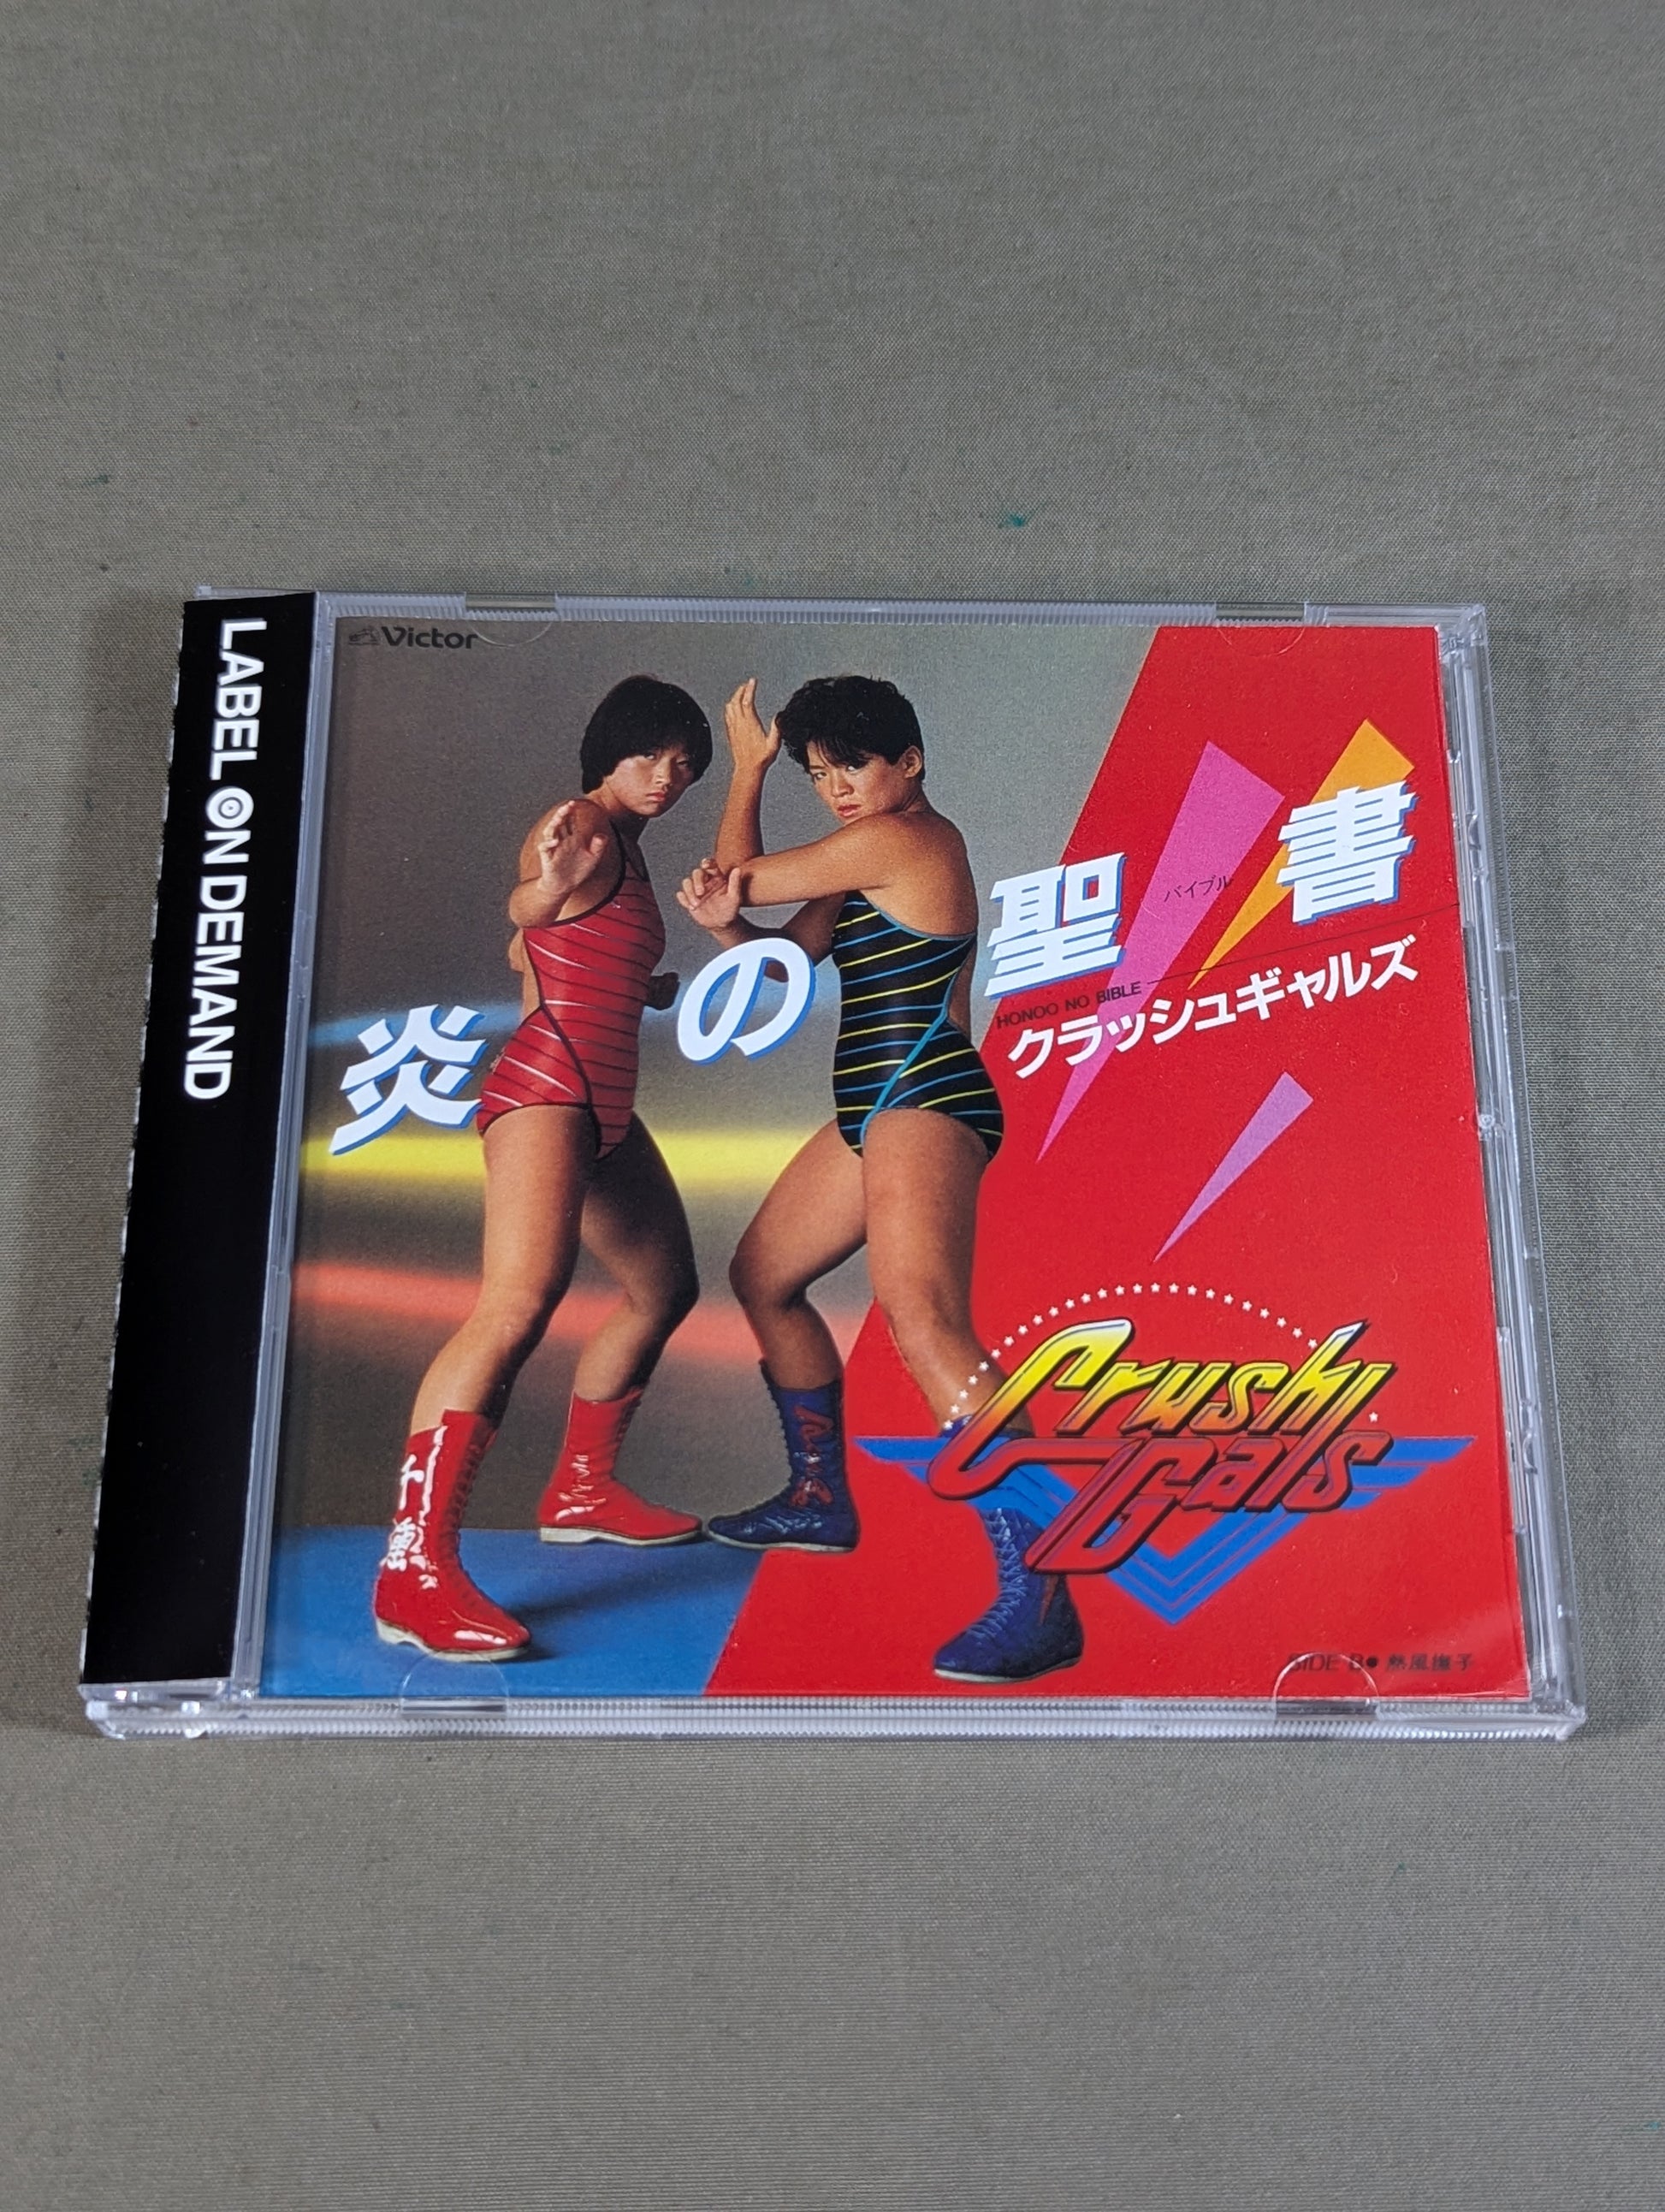 LABEL ON DEMAND
Victor
炎の聖書
バイブル
HONOO NO BIBLE
クラッシュギャルズ
Crush
Gals
SIDE B●熱風撫子